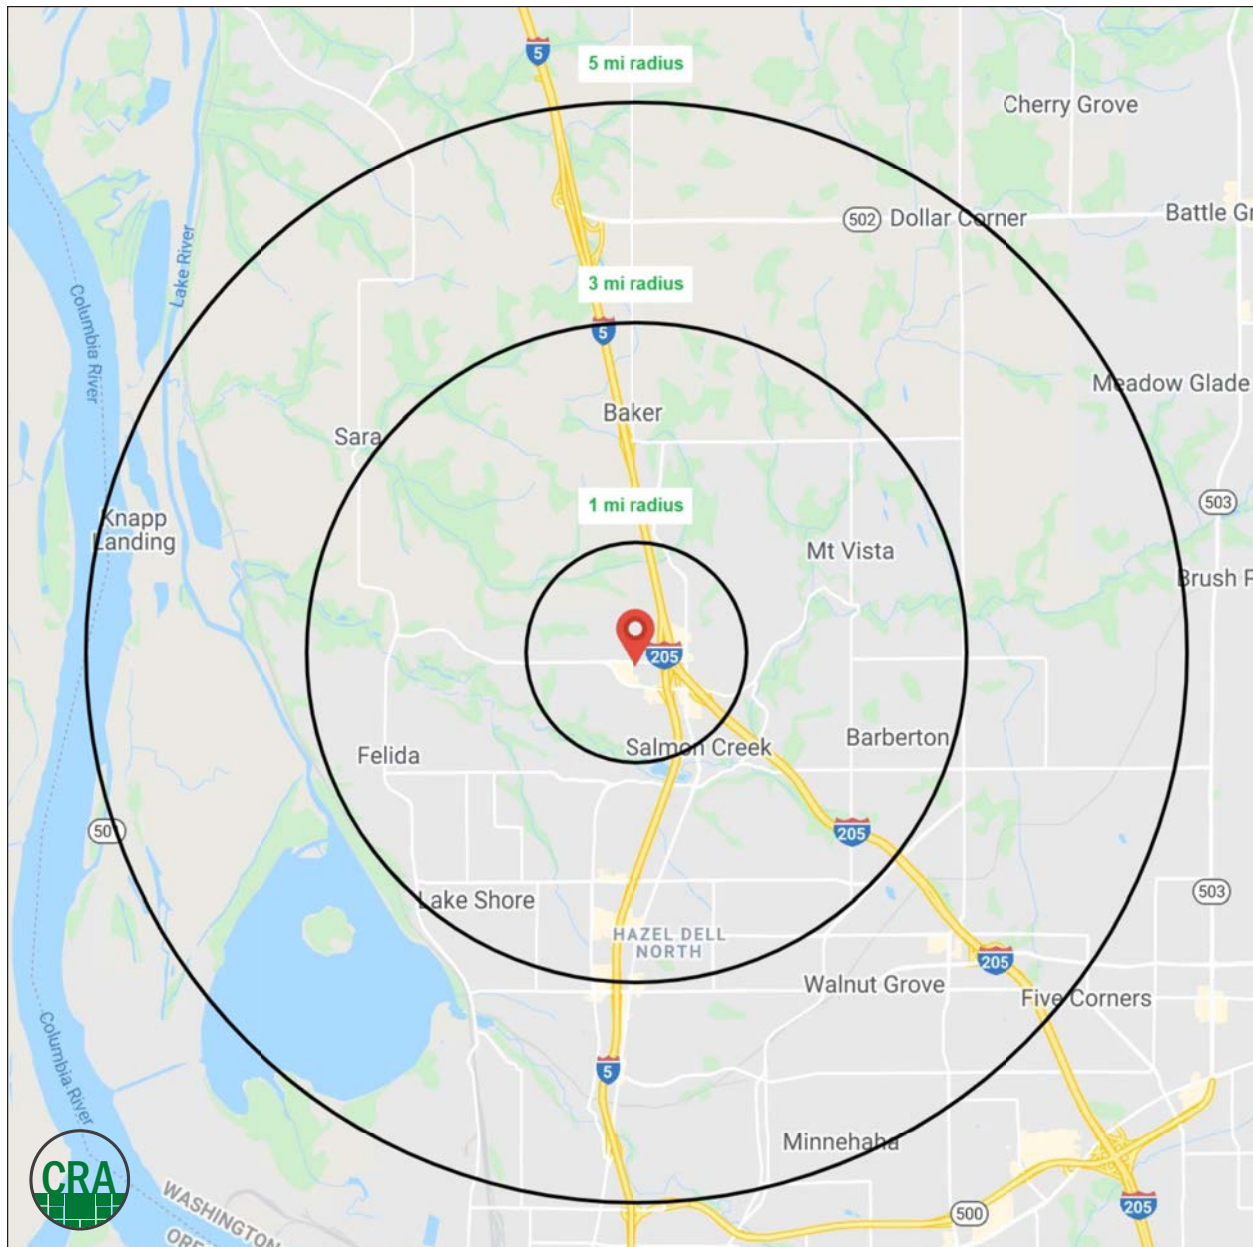 5
5 mi radius
Cherry Grove
502
Dollar Corner
Battle Gr
Lake River
Columbia River
3 mi radius
5
Meadow Glade
Baker
Sara
1 mi radius
503
Knapp
Landing
Mt Vista
Brush P
205
Salmon Creek
Barberton
Felida
50
205
Lake Shore
503
HAZEL DELL
NORTH
205
Walnut Grove
Five Corners
Columbia River
5
Minnehaha
CRA
WASHINGTON
ORE
500
205